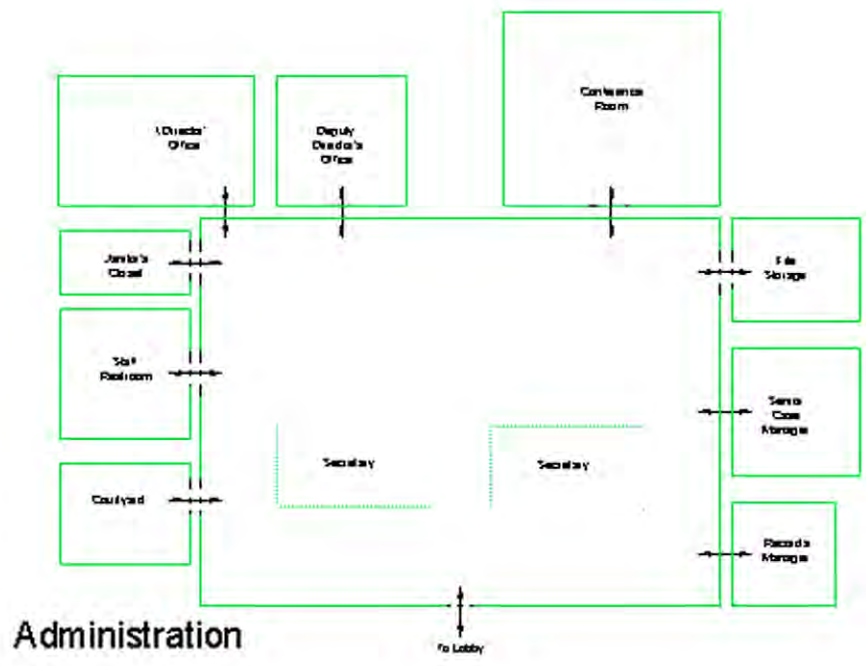 Conference
Room
Director
Office
Deputy
Director's
Office
Janitor's
Closet
File
Storage
Staff
Restroom
Senior
Case
Manager
Secretary
Secretary
Courtyard
Records
Manager
Administration
To Lobby